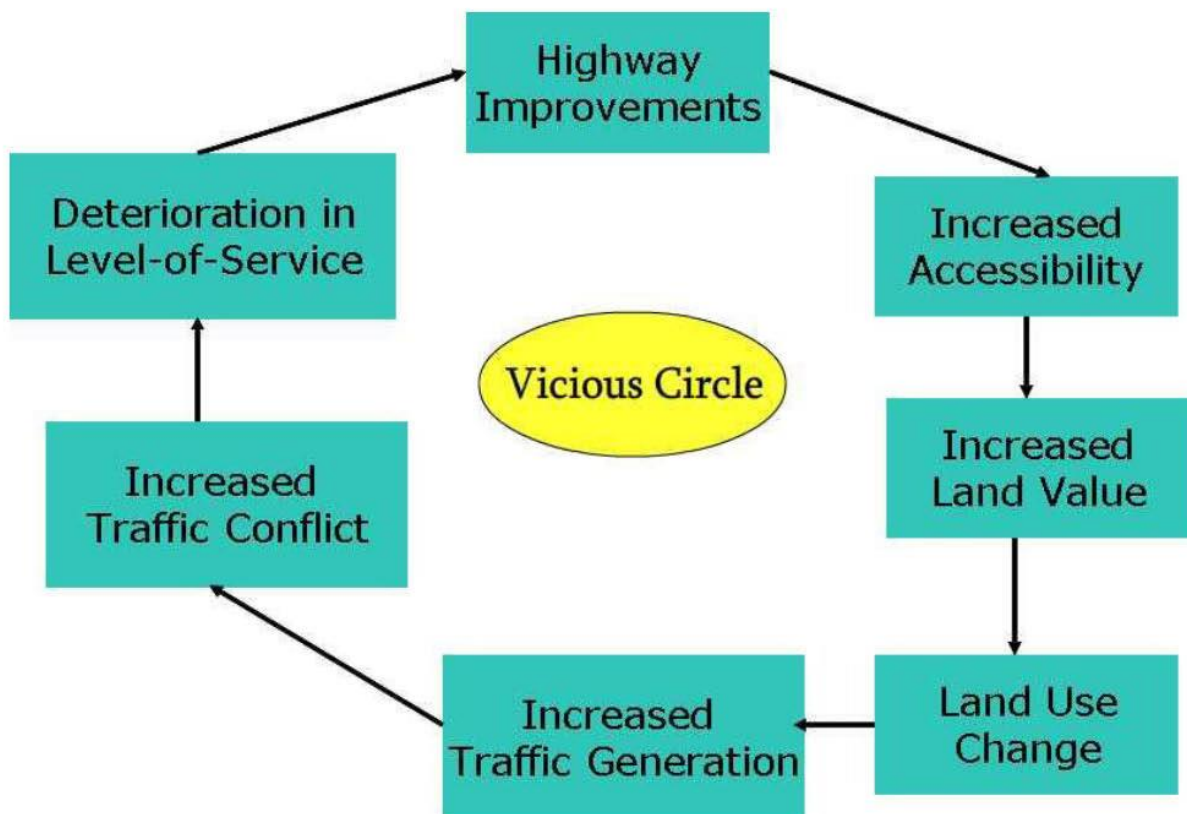 Highway
Improvements
Increased
Accessibility
Increased
Land Value
Land Use
Change
Increased
Traffic Generation
Increased
Traffic Conflict
Deterioration in
Level-of-Service
Vicious Circle